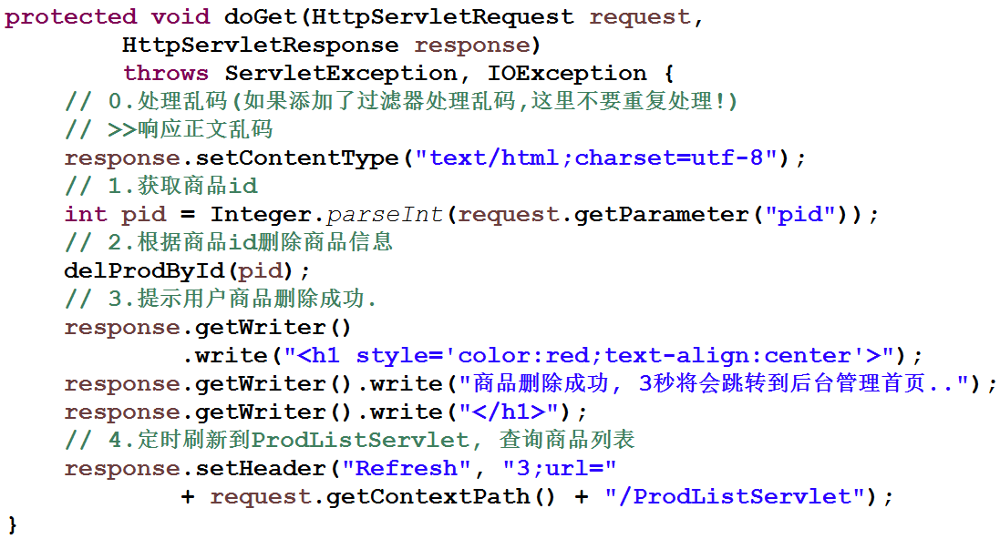 protected void doGet(HttpServletRequest request,
HttpServletResponse response)
throws ServletException, IOException {
// 0.处理乱码(如果添加了过滤器处理乱码,这里不要重复处理!)
// >>响应正文乱码
response.setContentType("text/html;charset=utf-8");
// 1.获取商品id
int pid = Integer.parseInt(request.getParameter("pid"));
// 2.根据商品id删除商品信息
delProdById(pid);
// 3.提示用户商品删除成功.
response.getWriter()
.write("<h1 style='color:red;text-align:center'>");
response.getWriter().write("商品删除成功, 3秒将会跳转到后台管理首页..");
response.getWriter().write("</h1>");
// 4.定时刷新到ProdListServlet, 查询商品列表
response.setHeader("Refresh", "3;url="
+ request.getContextPath() + "/ProdListServlet");
}